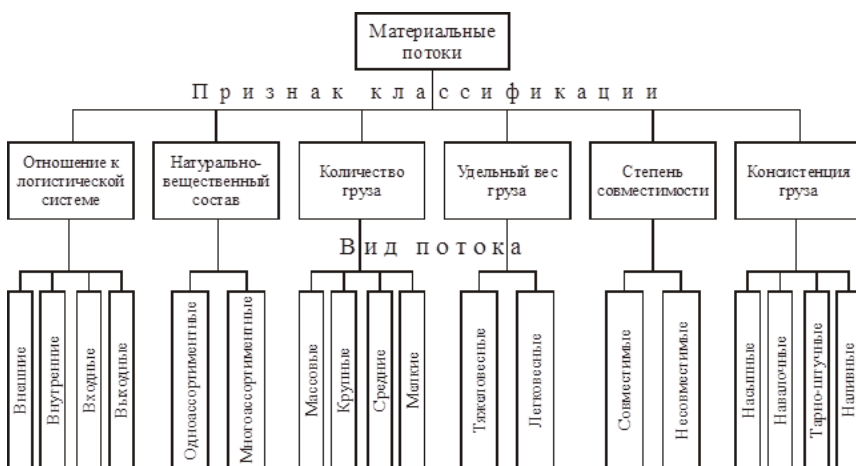 Материальные
потоки
Признак классификации
Отношение к
логистической
системе
Натурально-
вещественный
состав
Количество
груза
Удельный вес
груза
Степень
совместимости
Консистенция
груза
Вид потока
Внешние
Внутренние
Входные
Выходные
Одноассортиментные
Многоассортиментные
Массовые
Крупные
Средние
Мелкие
Тяжеловесные
Легковесные
Совместимые
Несовместимые
Насыпные
Навалочные
Тарно-штучные
Наливные